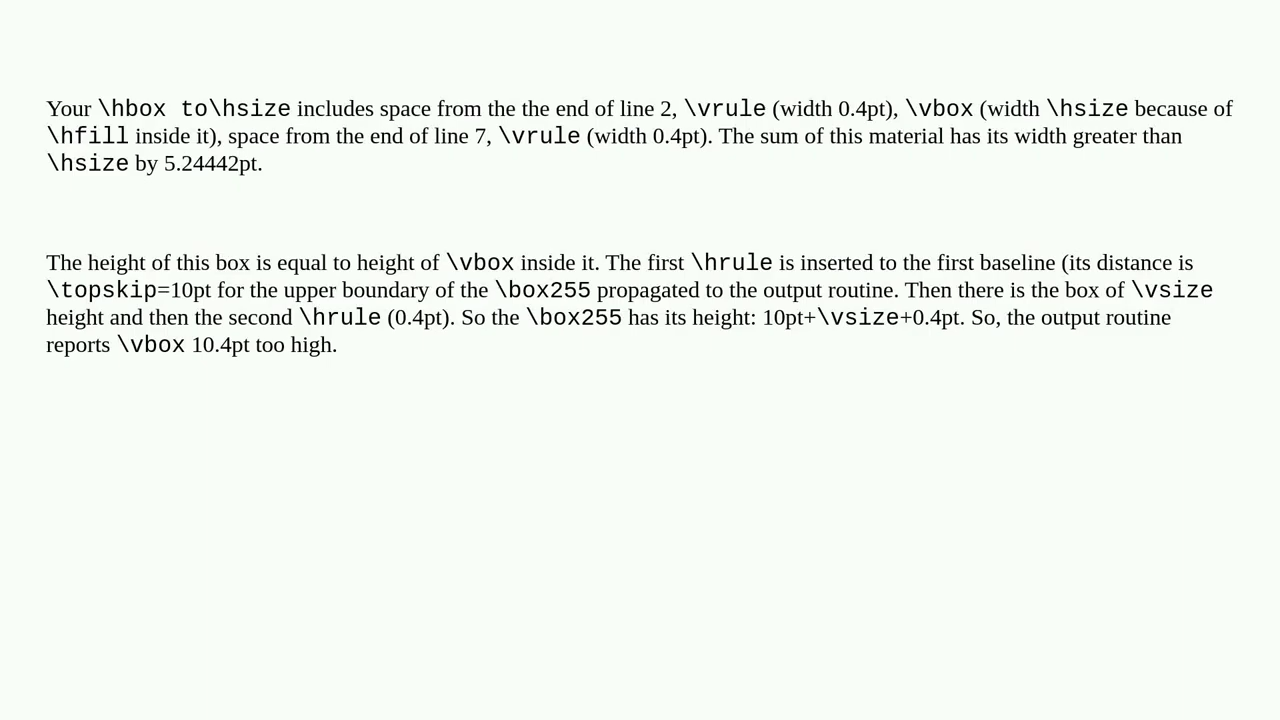 Your \hbox to\hsize includes space from the the end of line 2, \vrule (width 0.4pt), \vbox (width \hsize because of
\hfill inside it), space from the end of line 7, \vrule (width 0.4pt). The sum of this material has its width greater than
\hsize by 5.24442pt.
The height of this box is equal to height of \vbox inside it. The first \hrule is inserted to the first baseline (its distance is
\topskip=10pt for the upper boundary of the \box255 propagated to the output routine. Then there is the box of \vsize
height and then the second \hrule (0.4pt). So the \box255 has its height: 10pt+\vsize+0.4pt. So, the output routine
reports \vbox 10.4pt too high.